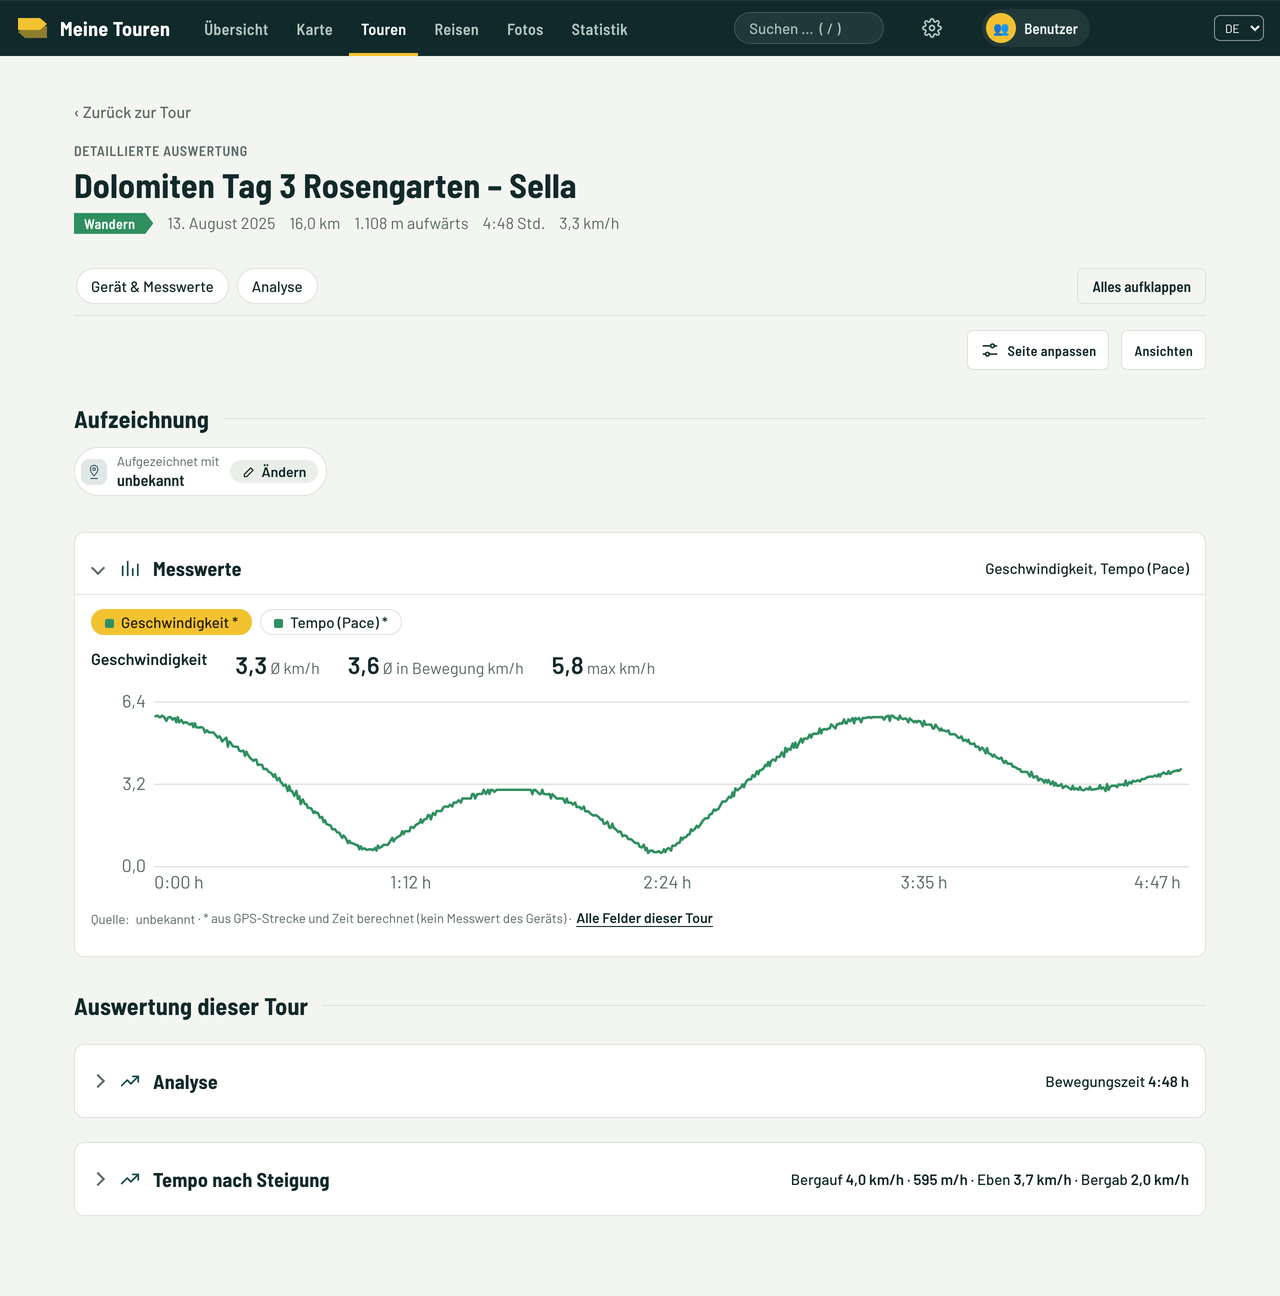 Meine Touren Übersicht Karte Touren Reisen Fotos Statistik Suchen … ( / ) Benutzer DE
‹ Zurück zur Tour
DETAILLIERTE AUSWERTUNG
Dolomiten Tag 3 Rosengarten – Sella
Wandern 13. August 2025 16,0 km 1.108 m aufwärts 4:48 Std. 3,3 km/h
Gerät & Messwerte Analyse Alles aufklappen
Seite anpassen Ansichten
Aufzeichnung
Aufgezeichnet mit
unbekannt
Ändern
Messwerte Geschwindigkeit, Tempo (Pace)
Geschwindigkeit * Tempo (Pace) *
Geschwindigkeit 3,3 Ø km/h 3,6 Ø in Bewegung km/h 5,8 max km/h
6,4
3,2
0,0
0:00 h 1:12 h 2:24 h 3:35 h 4:47 h
Quelle: unbekannt · * aus GPS-Strecke und Zeit berechnet (kein Messwert des Geräts) · Alle Felder dieser Tour
Auswertung dieser Tour
Analyse Bewegungszeit 4:48 h
Tempo nach Steigung Bergauf 4,0 km/h · 595 m/h · Eben 3,7 km/h · Bergab 2,0 km/h